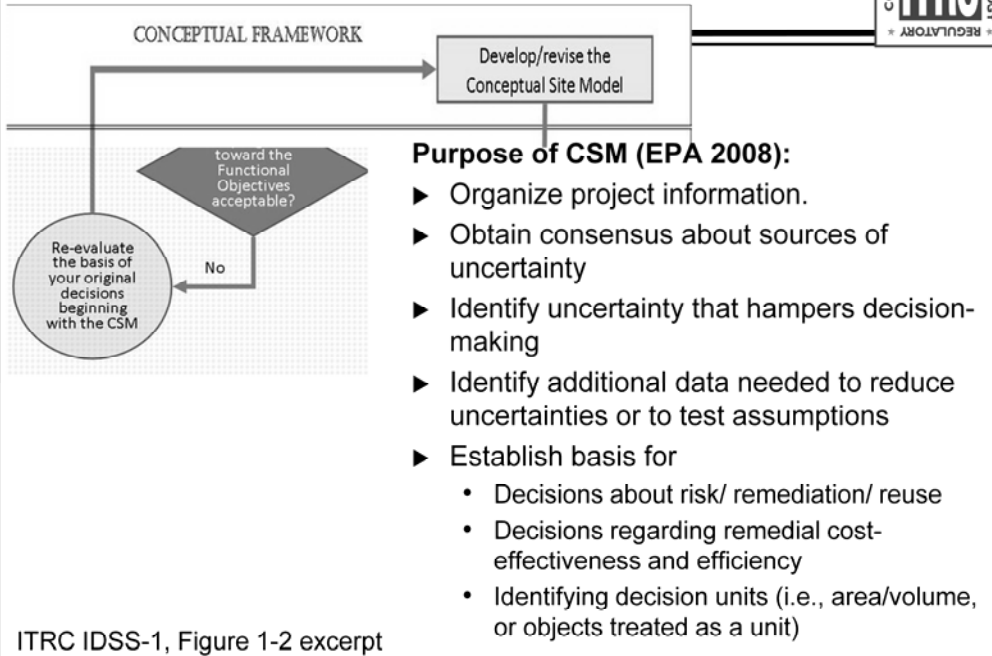 CONCEPTUAL FRAMEWORK
Develop/revise the
Conceptual Site Model
toward the
Functional
Objectives
acceptable?
No
Re-evaluate
the basis of
your original
decisions
beginning
with the CSM
Purpose of CSM (EPA 2008):
► Organize project information.
► Obtain consensus about sources of
uncertainty
► Identify uncertainty that hampers decision-
making
► Identify additional data needed to reduce
uncertainties or to test assumptions
► Establish basis for
• Decisions about risk/ remediation/ reuse
• Decisions regarding remedial cost-
effectiveness and efficiency
• Identifying decision units (i.e., area/volume,
or objects treated as a unit)
ITRC IDSS-1, Figure 1-2 excerpt
ITRC
REGULATORY